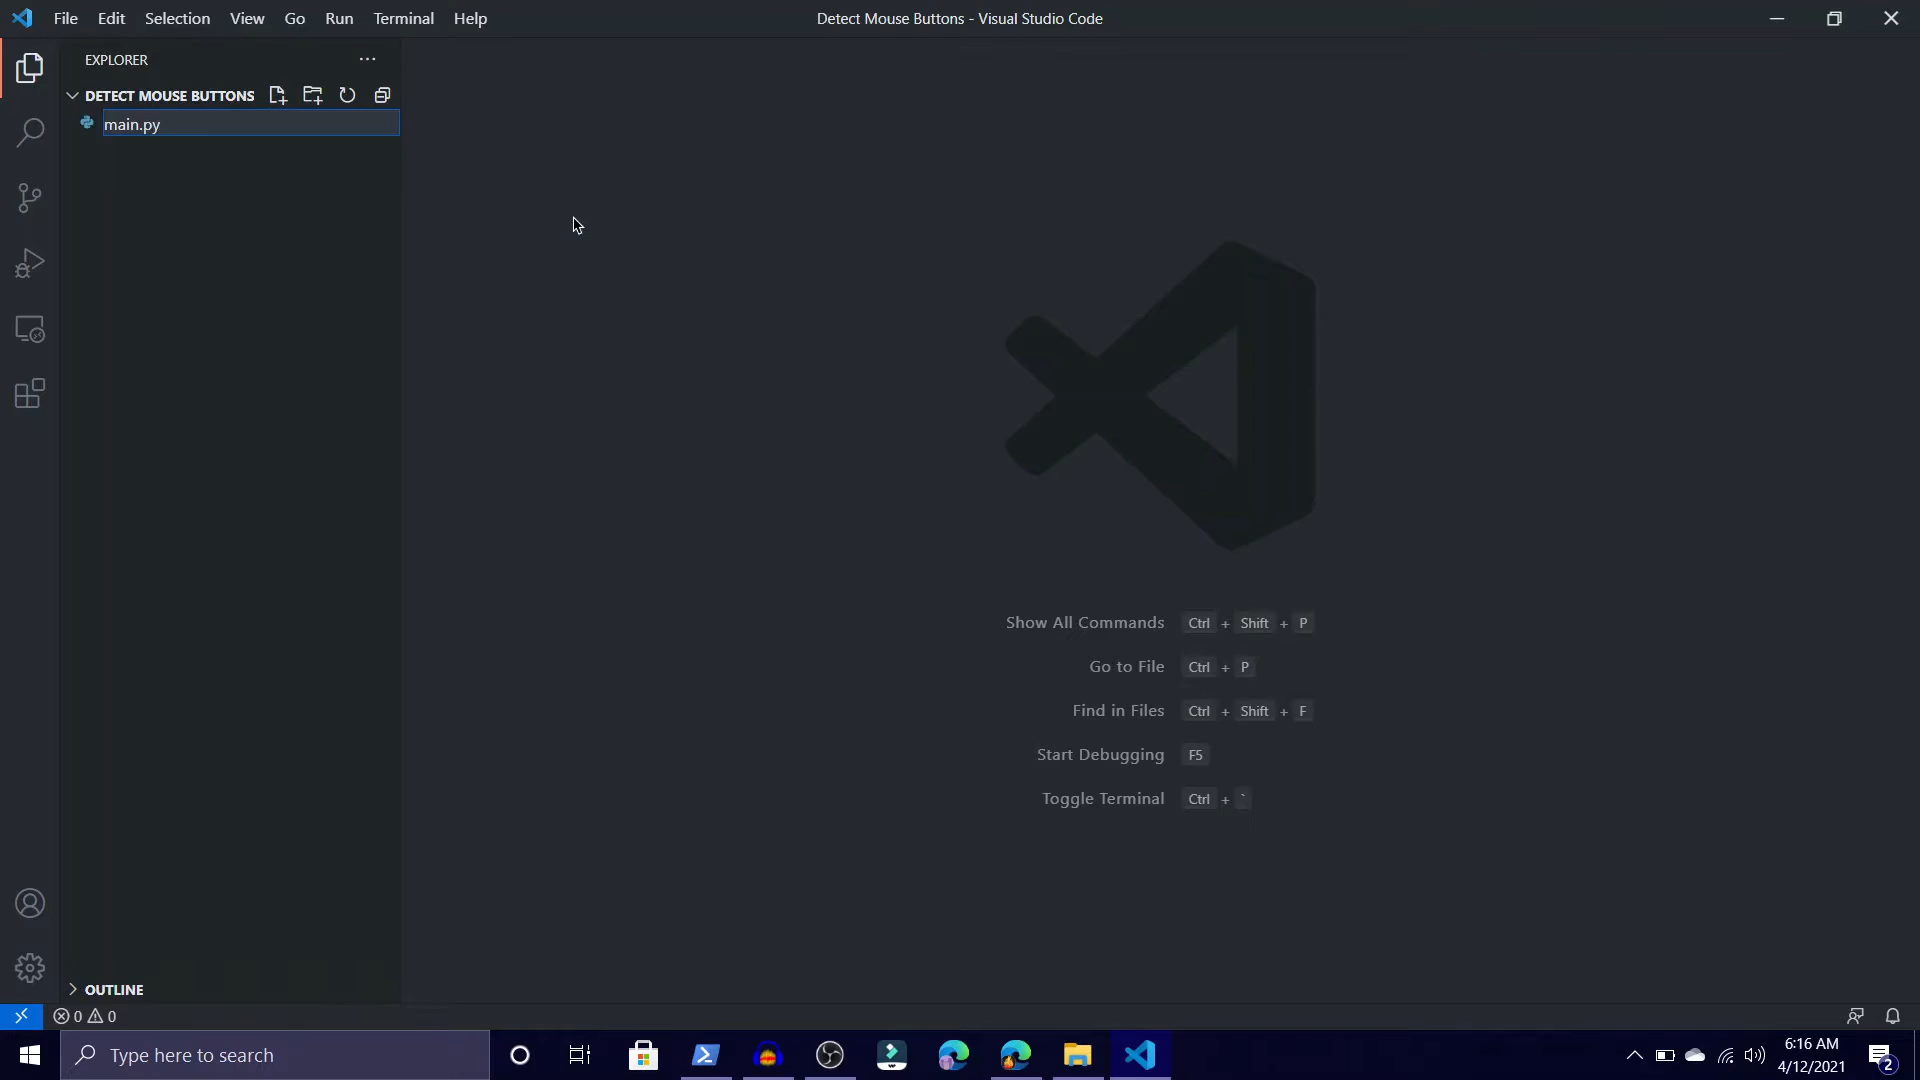 File Edit Selection View Go Run Terminal Help
Detect Mouse Buttons - Visual Studio Code
EXPLORER
DETECT MOUSE BUTTONS
main.py
Show All Commands Ctrl + Shift + P
Go to File Ctrl + P
Find in Files Ctrl + Shift + F
Start Debugging F5
Toggle Terminal Ctrl + `
OUTLINE
0 0
Type here to search
6:16 AM
4/12/2021
2